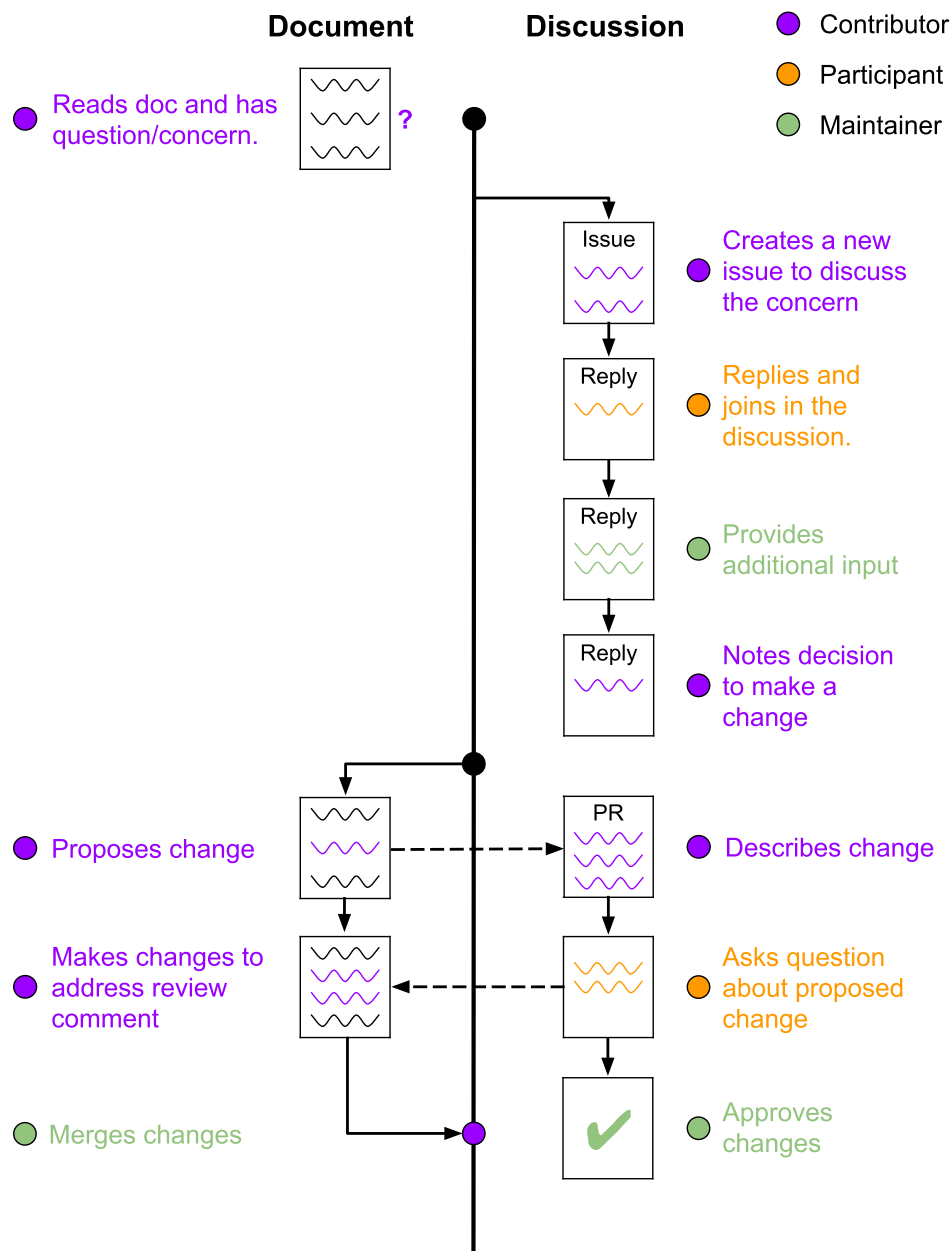 Document
Discussion
Contributor
Participant
Maintainer
Reads doc and has
question/concern.
?
Issue
Creates a new
issue to discuss
the concern
Reply
Replies and
joins in the
discussion.
Reply
Provides
additional input
Reply
Notes decision
to make a
change
Proposes change
PR
Describes change
Makes changes to
address review
comment
Asks question
about proposed
change
Merges changes
Approves
changes